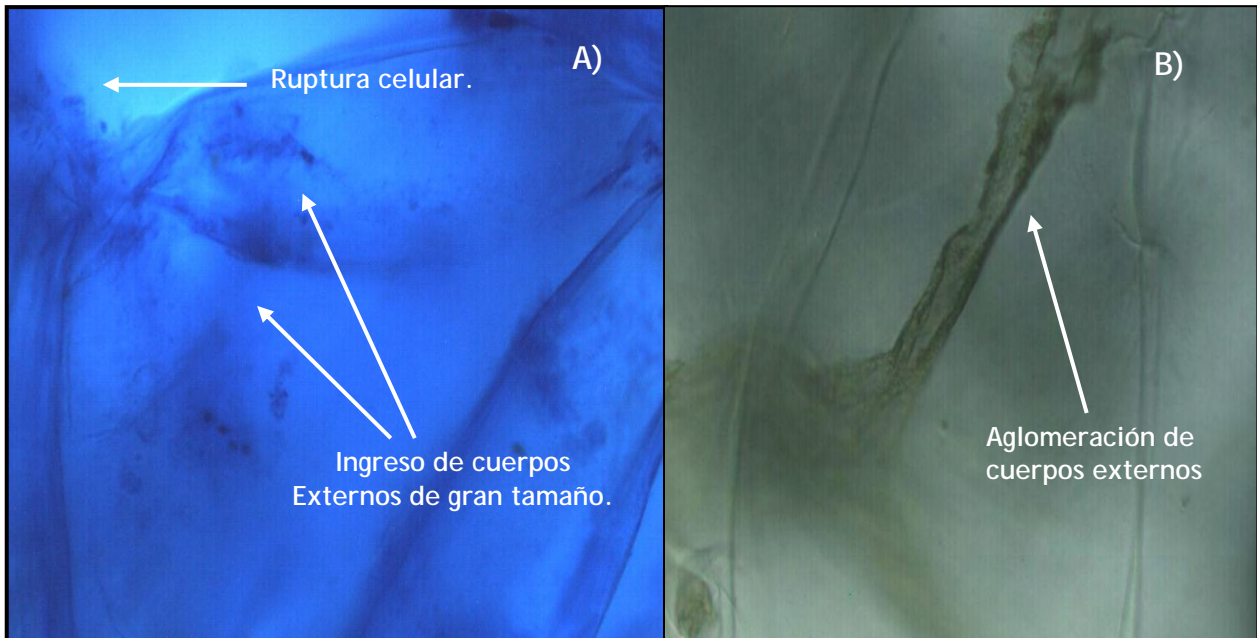 A)
Ruptura celular.
Ingreso de cuerpos
Externos de gran tamaño.
B)
Aglomeración de
cuerpos externos